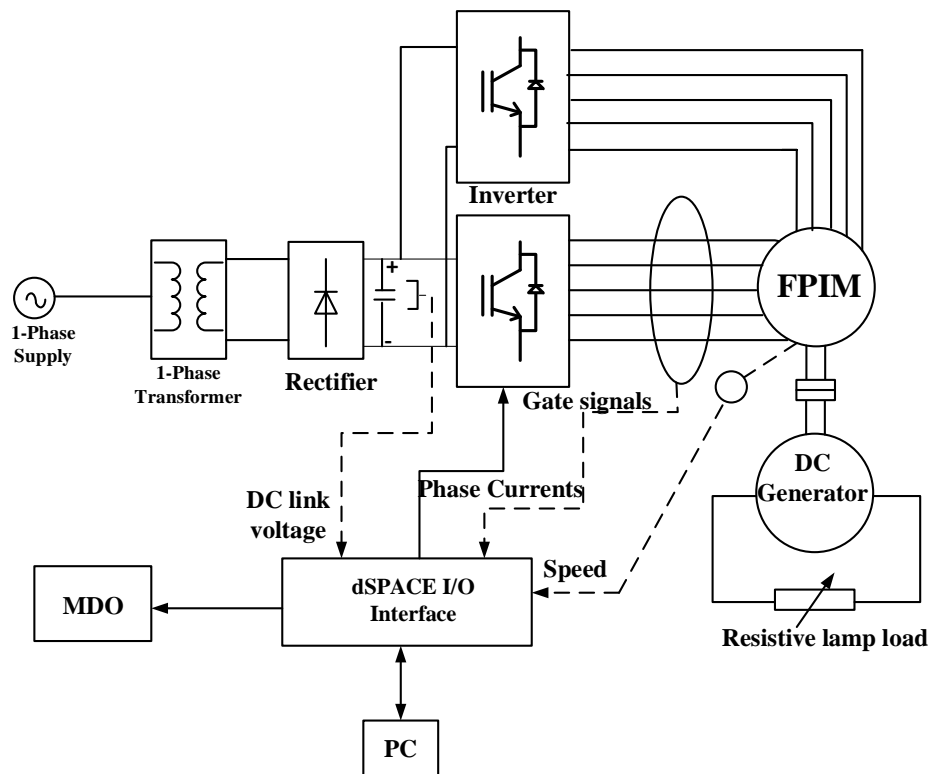 Inverter
FPIM
1-Phase
Supply
1-Phase
Transformer
+
-
Rectifier
Gate signals
DC
Generator
DC link
voltage
Phase Currents
Speed
dSPACE I/O
Interface
MDO
Resistive lamp load
PC